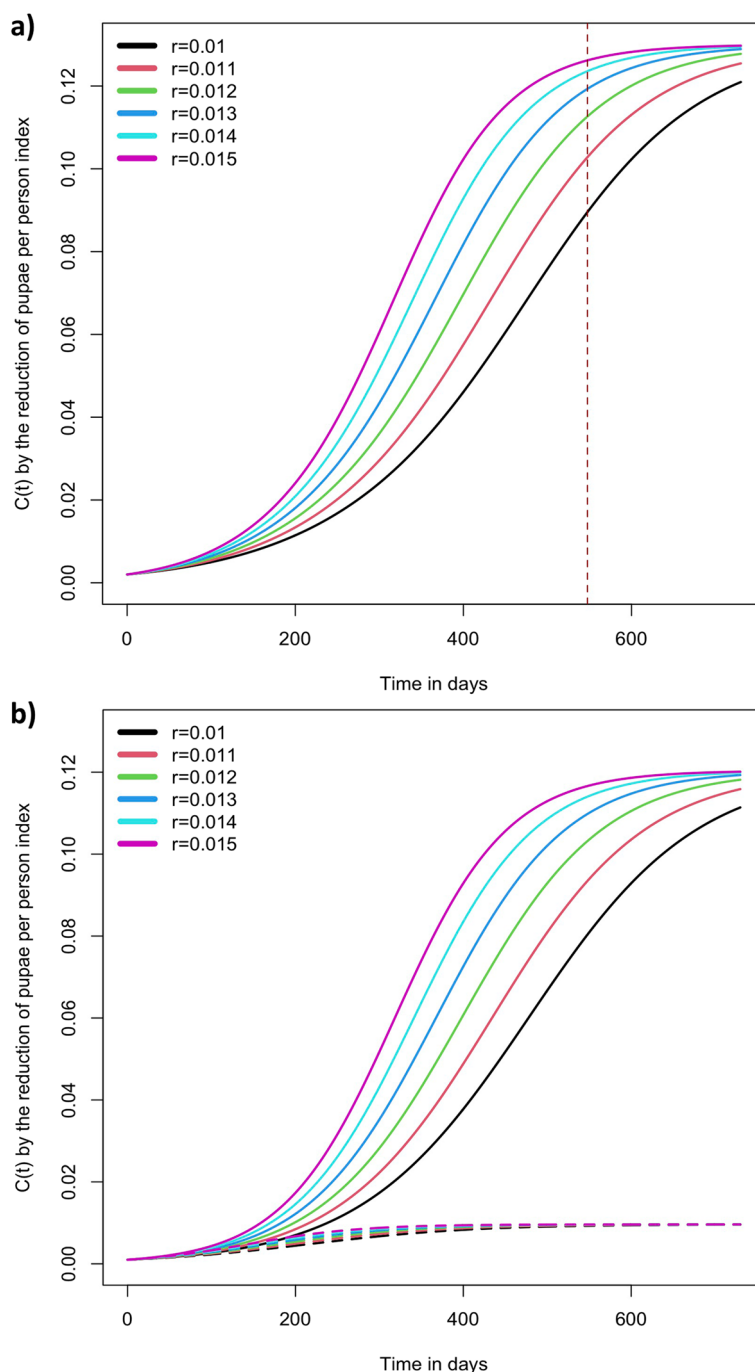 a)
r=0.01
r=0.011
r=0.012
r=0.013
r=0.014
r=0.015
C(t) by the reduction of pupae per person index
0.12
0.10
0.08
0.06
0.04
0.02
0.00
0 200 400 600
Time in days
b)
r=0.01
r=0.011
r=0.012
r=0.013
r=0.014
r=0.015
C(t) by the reduction of pupae per person index
0.12
0.10
0.08
0.06
0.04
0.02
0.00
0 200 400 600
Time in days